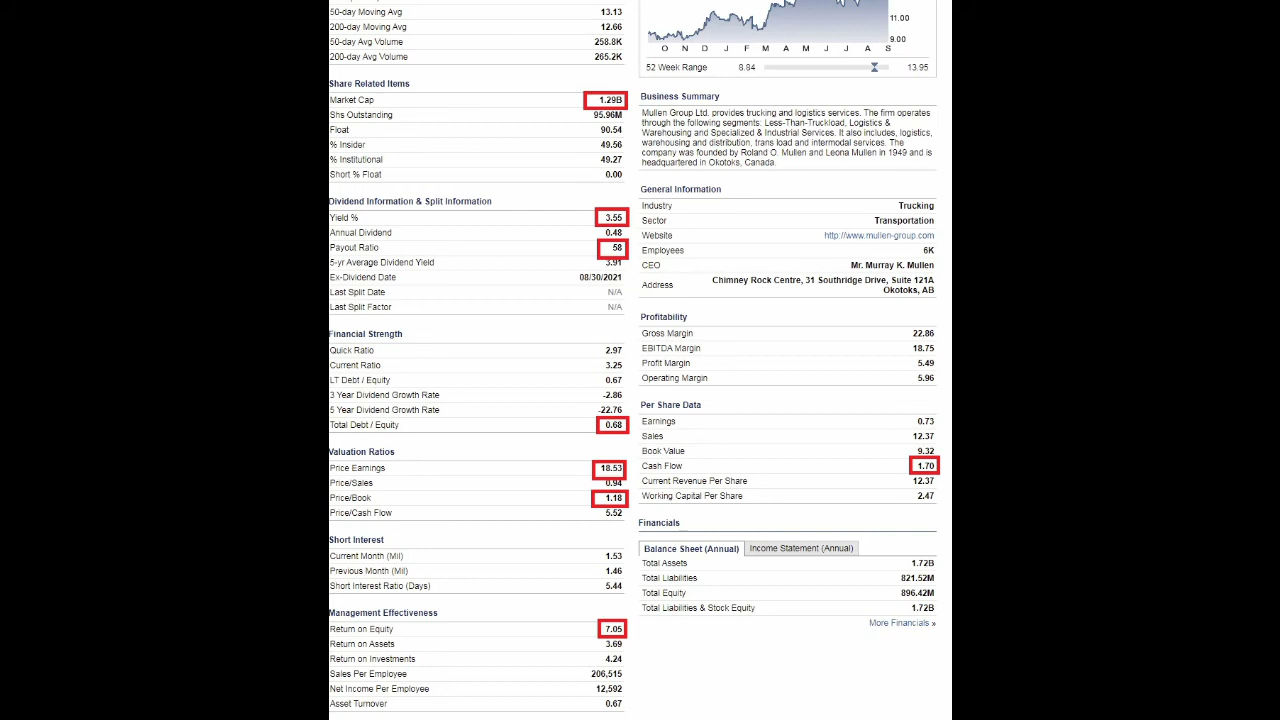 50-day Moving Avg 13.13
200-day Moving Avg 12.66
50-day Avg Volume 258.8K
200-day Avg Volume 265.2K
Share Related Items
Market Cap 1.29B
Shs Outstanding 95.96M
Float 90.54
% Insider 49.56
% Institutional 49.27
Short % Float 0.00
Dividend Information & Split Information
Yield % 3.55
Annual Dividend 0.48
Payout Ratio 58
5-yr Average Dividend Yield 3.91
Ex-Dividend Date 08/30/2021
Last Split Date N/A
Last Split Factor N/A
Financial Strength
Quick Ratio 2.97
Current Ratio 3.25
LT Debt / Equity 0.67
3 Year Dividend Growth Rate -2.86
5 Year Dividend Growth Rate -22.76
Total Debt / Equity 0.68
Valuation Ratios
Price Earnings 18.53
Price/Sales 0.94
Price/Book 1.18
Price/Cash Flow 5.52
Short Interest
Current Month (Mil) 1.53
Previous Month (Mil) 1.46
Short Interest Ratio (Days) 5.44
Management Effectiveness
Return on Equity 7.05
Return on Assets 3.69
Return on Investments 4.24
Sales Per Employee 206,515
Net Income Per Employee 12,592
Asset Turnover 0.67
11.00
9.00
O N D J F M A M J J A S
52 Week Range 8.84 13.95
Business Summary
Mullen Group Ltd. provides trucking and logistics services. The firm operates
through the following segments: Less-Than-Truckload, Logistics &
Warehousing and Specialized & Industrial Services. It also includes, logistics,
warehousing and distribution, trans load and intermodal services. The
company was founded by Roland O. Mullen and Leona Mullen in 1949 and is
headquartered in Okotoks, Canada.
General Information
Industry Trucking
Sector Transportation
Website http://www.mullen-group.com
Employees 6K
CEO Mr. Murray K. Mullen
Address Chimney Rock Centre, 31 Southridge Drive, Suite 121A
Okotoks, AB
Profitability
Gross Margin 22.86
EBITDA Margin 18.75
Profit Margin 5.49
Operating Margin 5.96
Per Share Data
Earnings 0.73
Sales 12.37
Book Value 9.32
Cash Flow 1.70
Current Revenue Per Share 12.37
Working Capital Per Share 2.47
Financials
Balance Sheet (Annual) Income Statement (Annual)
Total Assets 1.72B
Total Liabilities 821.52M
Total Equity 896.42M
Total Liabilities & Stock Equity 1.72B
More Financials »